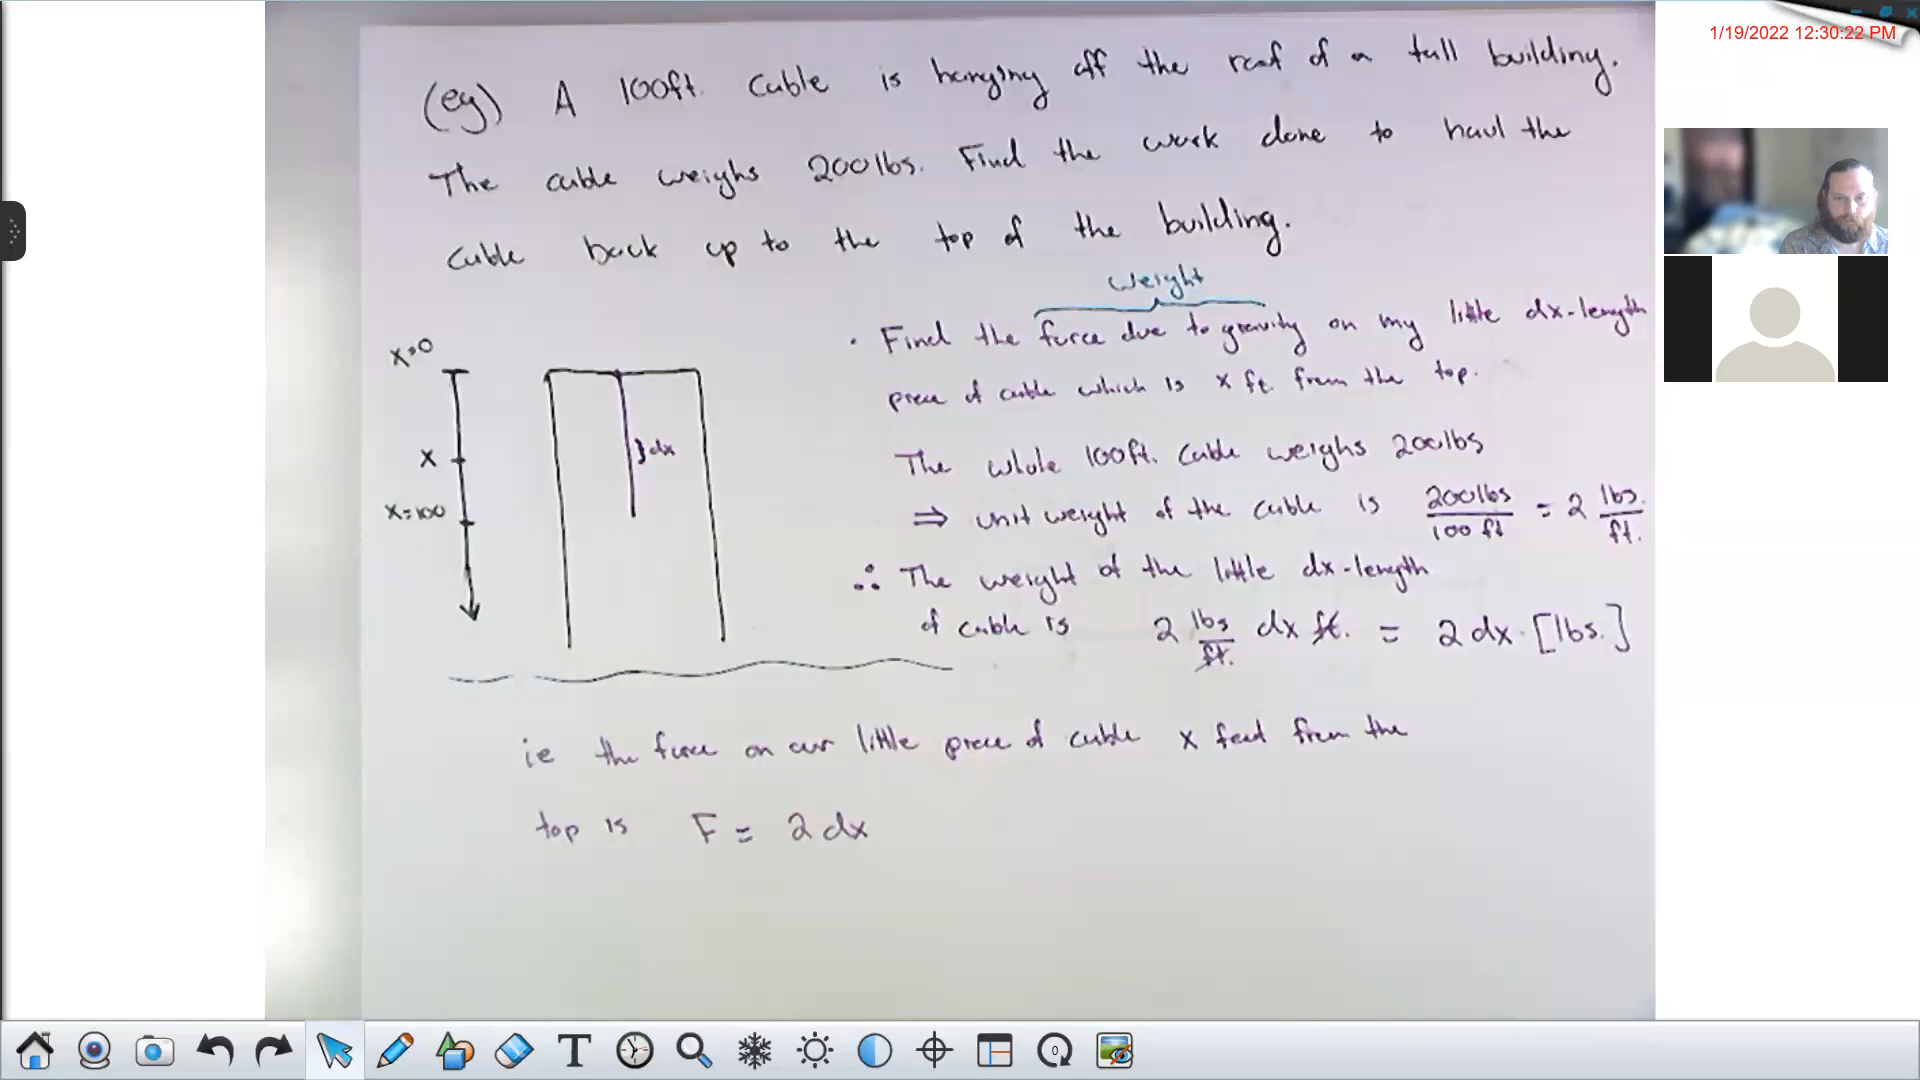 1/19/2022 12:30:22 PM
(eg) A 100ft. cable is hanging off the roof of a tall building.
The cable weighs 200lbs. Find the work done to haul the
cable back up to the top of the building.
weight
• Find the force due to gravity on my little dx-length
piece of cable which is x ft. from the top.
x=0
x
x=100
}dx
The whole 100ft. cable weighs 200lbs
⇒ unit weight of the cable is 200lbs/100 ft = 2 lbs./ft.
∴ The weight of the little dx-length
of cable is 2 lbs/ft. dx ft. = 2 dx. [lbs.]
ie the force on our little piece of cable x feet from the
top is F = 2 dx
T
0